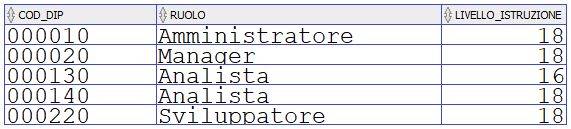 COD_DIP RUOLO LIVELLO_ISTRUZIONE
000010 Amministratore 18
000020 Manager 18
000130 Analista 16
000140 Analista 18
000220 Sviluppatore 18